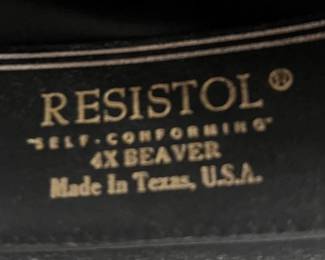 RESISTOL®
"SELF-CONFORMING"
4X BEAVER
Made In Texas, U.S.A.